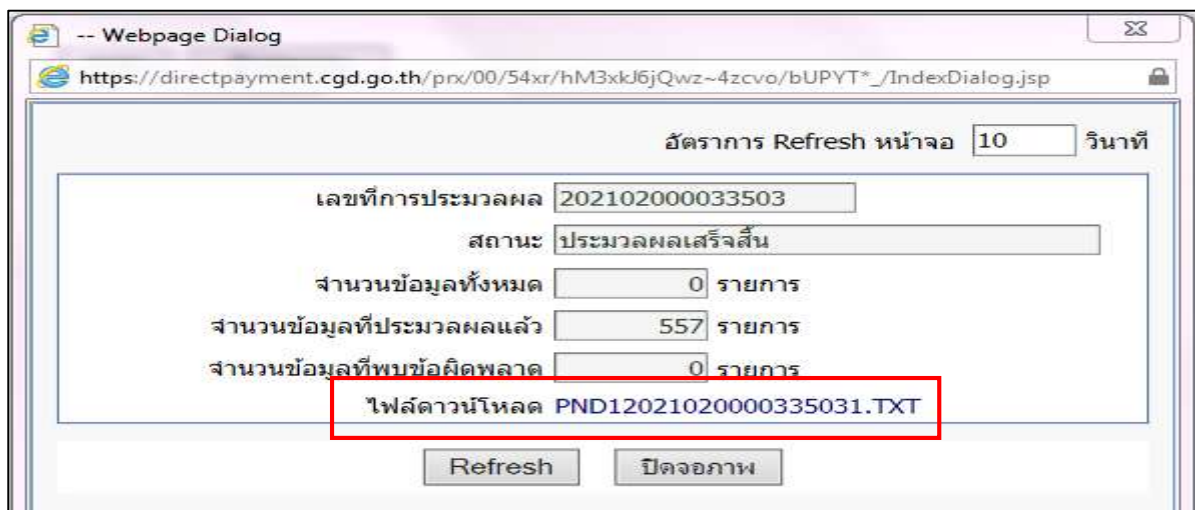 -- Webpage Dialog
https://directpayment.cgd.go.th/prx/00/54xr/hM3xkJ6jQwz~4zcvo/bUPYT*_/IndexDialog.jsp
อัตราการ Refresh หน้าจอ 10 วินาที
เลขที่การประมวลผล 202102000033503
สถานะ ประมวลผลเสร็จสิ้น
จำนวนข้อมูลทั้งหมด 0 รายการ
จำนวนข้อมูลที่ประมวลผลแล้ว 557 รายการ
จำนวนข้อมูลที่พบข้อผิดพลาด 0 รายการ
ไฟล์ดาวน์โหลด PND12021020000335031.TXT
Refresh ปิดจอภาพ